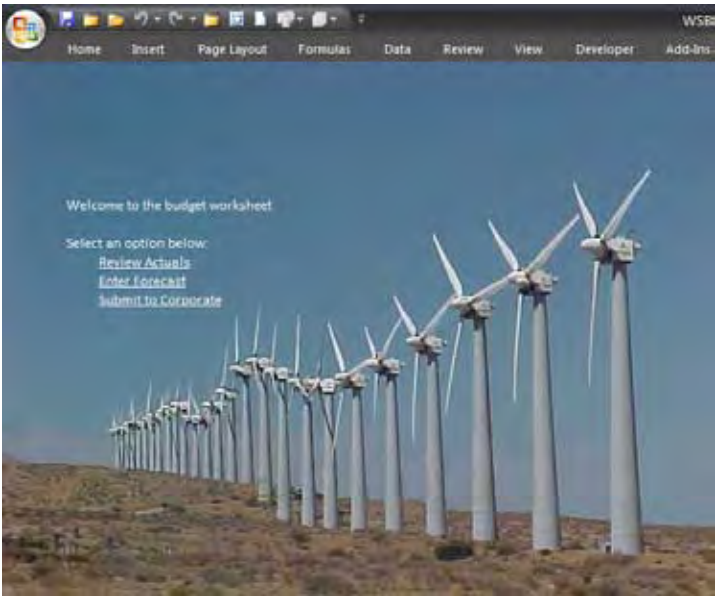 WSB
Home Insert Page Layout Formulas Data Review View Developer Add-Ins
Welcome to the budget worksheet
Select an option below:
Review Actuals
Enter Forecast
Submit to Corporate